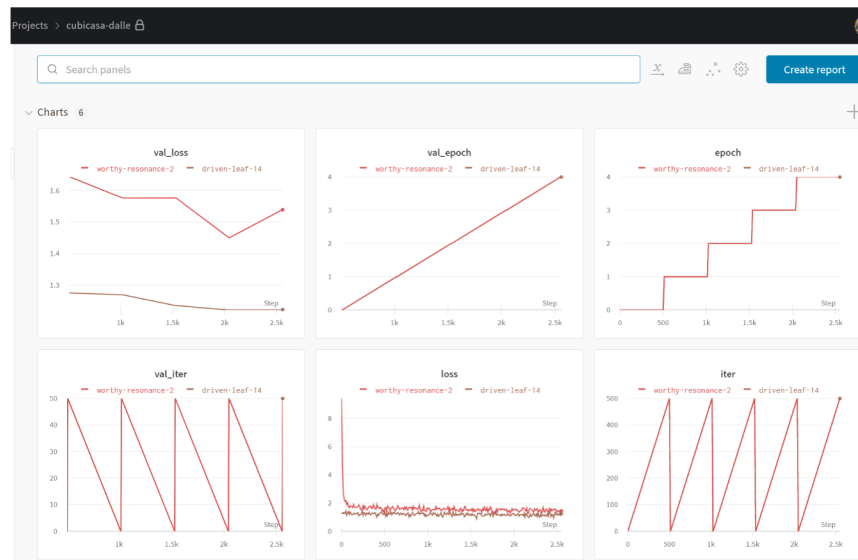 Projects > cubicasa-dalle
Search panels
Create report
Charts 6
val_loss
worthy-resonance-2 driven-leaf-14
1.6
1.5
1.4
1.3
Step
1k 1.5k 2k 2.5k
val_epoch
worthy-resonance-2 driven-leaf-14
4
3
2
1
0
Step
1k 1.5k 2k 2.5k
epoch
worthy-resonance-2 driven-leaf-14
4
3
2
1
0
Step
0 500 1k 1.5k 2k 2.5k
val_iter
worthy-resonance-2 driven-leaf-14
50
40
30
20
10
0
Step
1k 1.5k 2k 2.5k
loss
worthy-resonance-2 driven-leaf-14
8
6
4
2
0
Step
0 500 1k 1.5k 2k 2.5k
iter
worthy-resonance-2 driven-leaf-14
500
400
300
200
100
0
Step
0 500 1k 1.5k 2k 2.5k